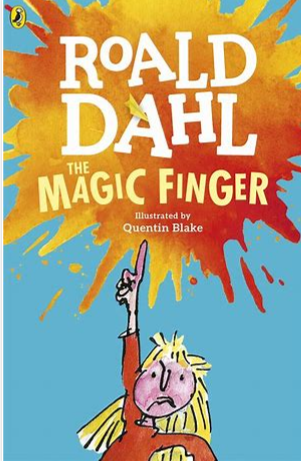 ROALD
DAHL
THE
MAGIC FINGER
Illustrated by
Quentin Blake